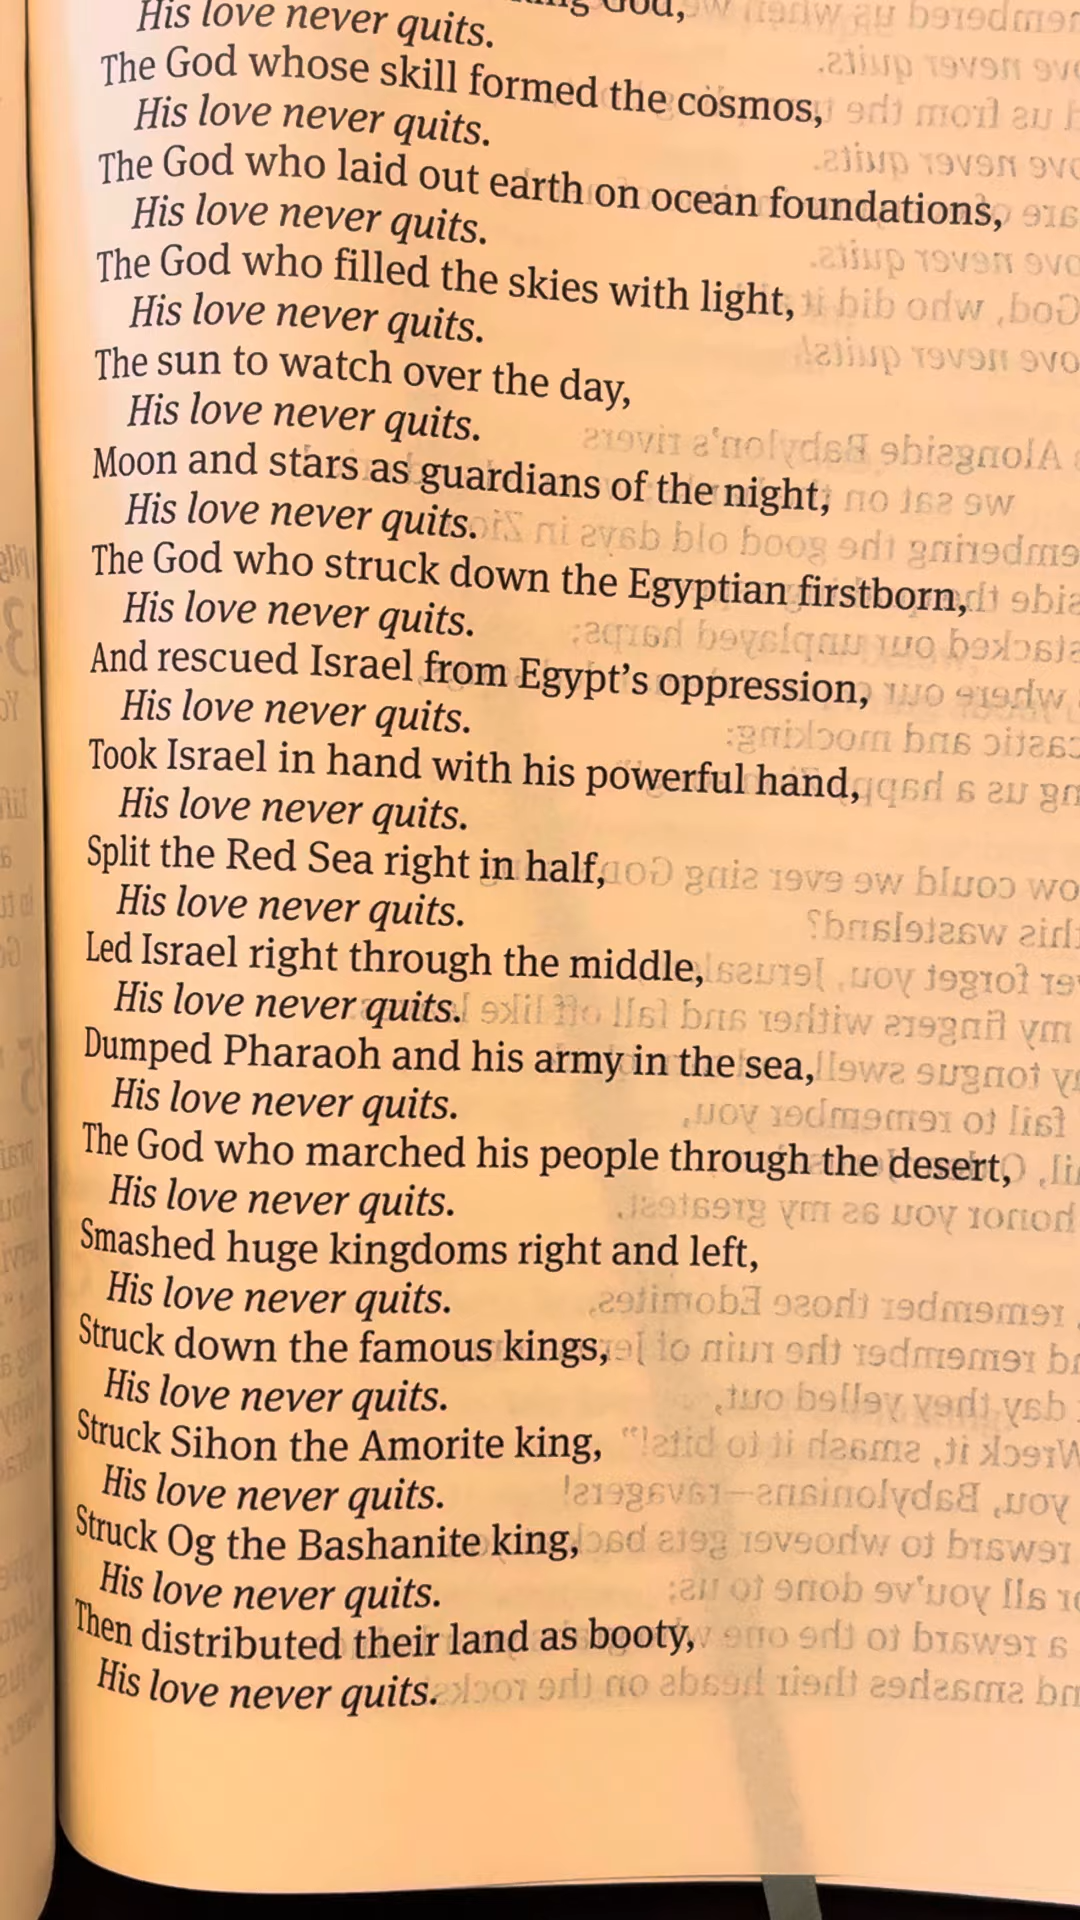 God,
His love never quits.
The God whose skill formed the cosmos,
His love never quits.
The God who laid out earth on ocean foundations,
His love never quits.
The God who filled the skies with light,
His love never quits.
The sun to watch over the day,
His love never quits.
Moon and stars as guardians of the night,
His love never quits.
The God who struck down the Egyptian firstborn,
His love never quits.
And rescued Israel from Egypt’s oppression,
His love never quits.
Took Israel in hand with his powerful hand,
His love never quits.
Split the Red Sea right in half,
His love never quits.
Led Israel right through the middle,
His love never quits.
Dumped Pharaoh and his army in the sea,
His love never quits.
The God who marched his people through the desert,
His love never quits.
Smashed huge kingdoms right and left,
His love never quits.
Struck down the famous kings,
His love never quits.
Struck Sihon the Amorite king,
His love never quits.
Struck Og the Bashanite king,
His love never quits.
Then distributed their land as booty,
His love never quits.